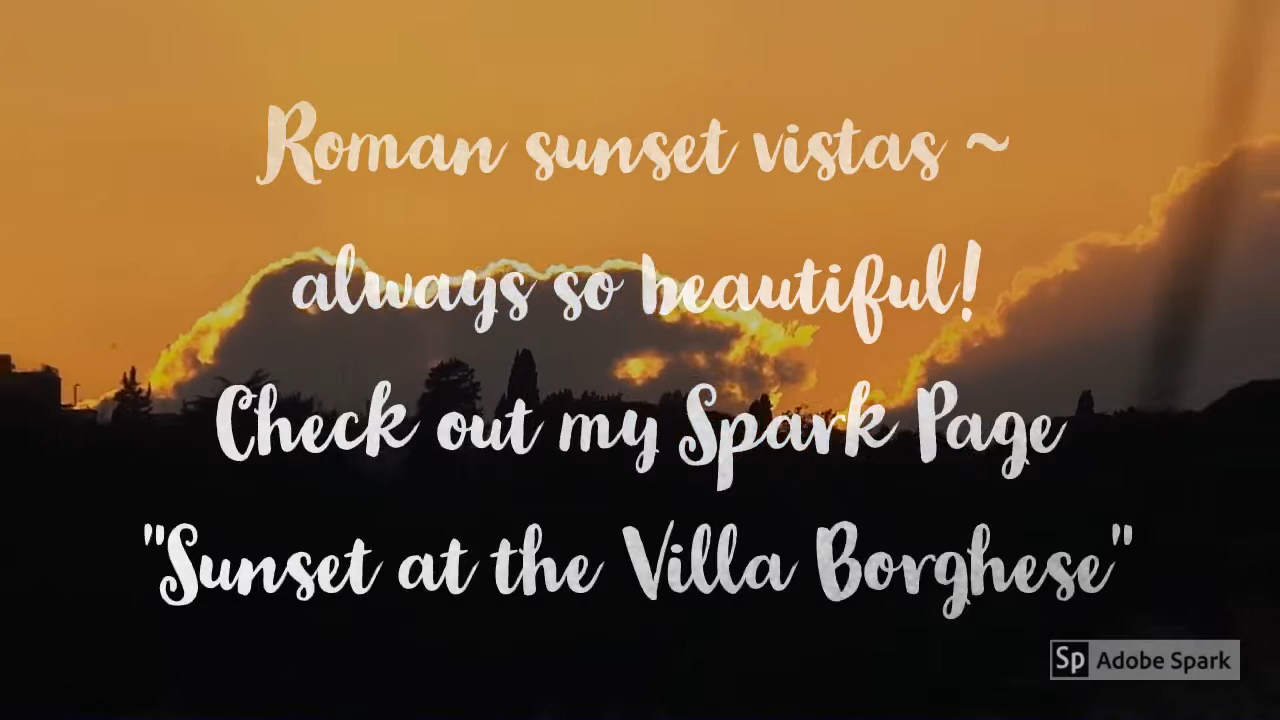 Roman sunset vistas ~
always so beautiful!
Check out my Spark Page
"Sunset at the Villa Borghese"
Sp Adobe Spark